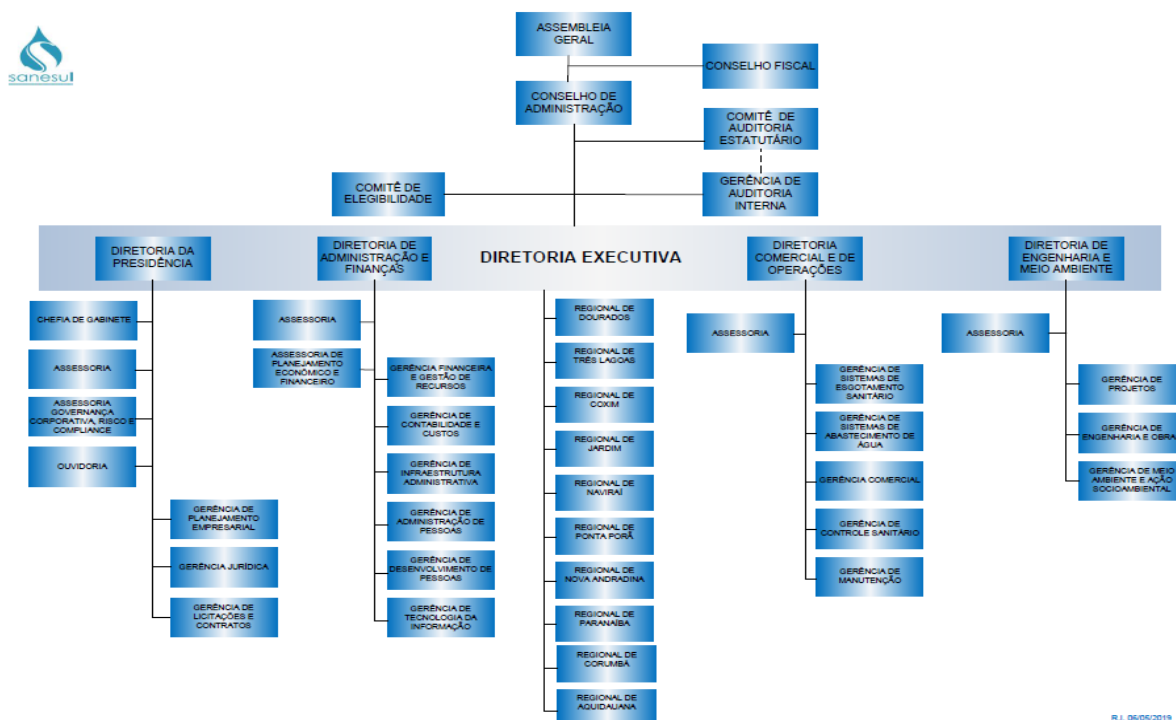 ASSEMBLEIA
GERAL
sanesul
CONSELHO FISCAL
CONSELHO DE
ADMINISTRAÇÃO
COMITÊ DE
AUDITORIA
ESTATUTÁRIO
COMITÊ DE
ELEGIBILIDADE
GERÊNCIA DE
AUDITORIA
INTERNA
DIRETORIA DA
PRESIDÊNCIA
DIRETORIA DE
ADMINISTRAÇÃO E
FINANÇAS
DIRETORIA EXECUTIVA
DIRETORIA
COMERCIAL E DE
OPERAÇÕES
DIRETORIA DE
ENGENHARIA E
MEIO AMBIENTE
CHEFIA DE GABINETE
ASSESSORIA
ASSESSORIA
GOVERNANÇA
CORPORATIVA, RISCO E
COMPLIANCE
OUVIDORIA
GERÊNCIA DE
PLANEJAMENTO
EMPRESARIAL
GERÊNCIA JURÍDICA
GERÊNCIA DE
LICITAÇÕES E
CONTRATOS
ASSESSORIA
ASSESSORIA DE
PLANEJAMENTO
ECONÔMICO E
FINANCEIRO
GERÊNCIA FINANCEIRA
E GESTÃO DE
RECURSOS
GERÊNCIA DE
CONTABILIDADE E
CUSTOS
GERÊNCIA DE
INFRAESTRUTURA
ADMINISTRATIVA
GERÊNCIA DE
ADMINISTRAÇÃO DE
PESSOAS
GERÊNCIA DE
DESENVOLVIMENTO DE
PESSOAS
GERÊNCIA DE
TECNOLOGIA DA
INFORMAÇÃO
REGIONAL DE
DOURADOS
REGIONAL DE
TRÊS LAGOAS
REGIONAL DE
COXIM
REGIONAL DE
JARDIM
REGIONAL DE
NAVIRAÍ
REGIONAL DE
PONTA PORÃ
REGIONAL DE
NOVA ANDRADINA
REGIONAL DE
PARANAÍBA
REGIONAL DE
CORUMBÁ
REGIONAL DE
AQUIDAUANA
ASSESSORIA
GERÊNCIA DE
SISTEMAS DE
ESGOTAMENTO
SANITÁRIO
GERÊNCIA DE
SISTEMAS DE
ABASTECIMENTO DE
ÁGUA
GERÊNCIA COMERCIAL
GERÊNCIA DE
CONTROLE SANITÁRIO
GERÊNCIA DE
MANUTENÇÃO
ASSESSORIA
GERÊNCIA DE
PROJETOS
GERÊNCIA DE
ENGENHARIA E OBRA
GERÊNCIA DE MEIO
AMBIENTE E AÇÃO
SOCIOAMBIENTAL
R.I. 06/05/2019